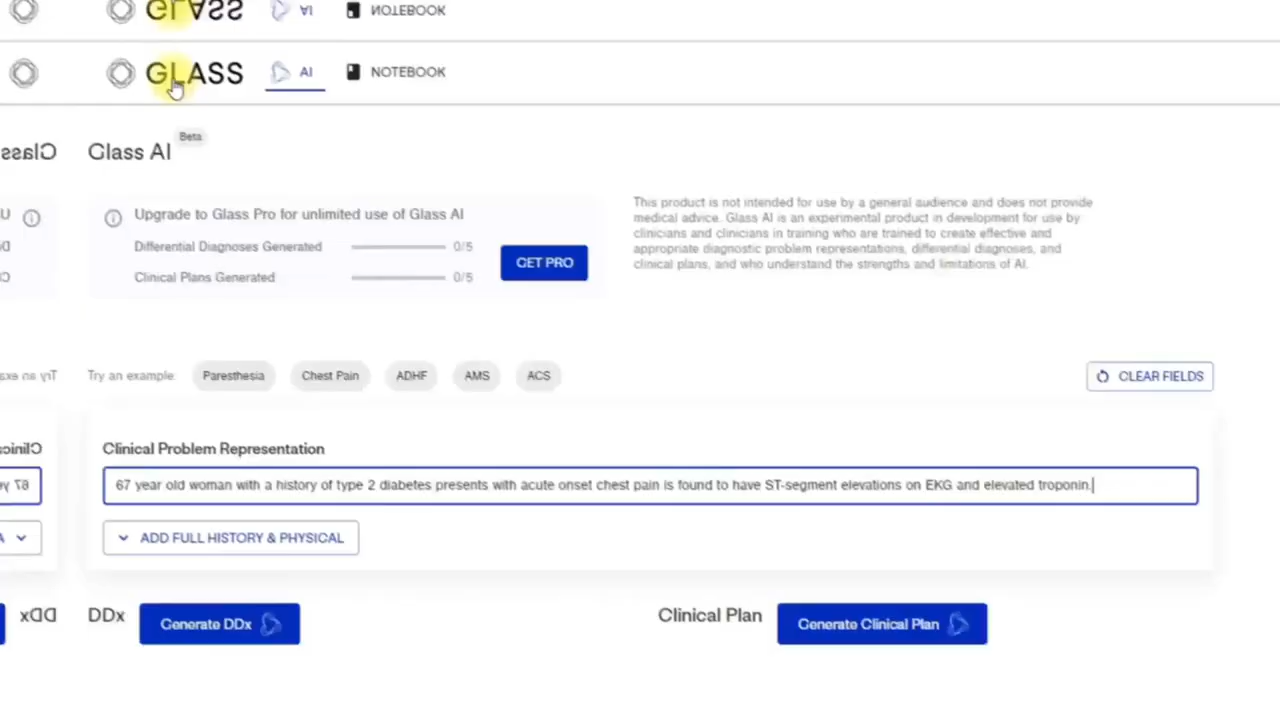 GLASS AI NOTEBOOK
GLASS AI NOTEBOOK
Glass AI Beta
Upgrade to Glass Pro for unlimited use of Glass AI
Differential Diagnoses Generated 0/5
Clinical Plans Generated 0/5
GET PRO
This product is not intended for use by a general audience and does not provide
medical advice. Glass AI is an experimental product in development for use by
clinicians and clinicians in training who are trained to create effective and
appropriate diagnostic problem representations, differential diagnoses, and
clinical plans, and who understand the strengths and limitations of AI.
Try an example: Paresthesia Chest Pain ADHF AMS ACS
CLEAR FIELDS
Clinical Problem Representation
67 year old woman with a history of type 2 diabetes presents with acute onset chest pain is found to have ST-segment elevations on EKG and elevated troponin.
ADD FULL HISTORY & PHYSICAL
DDx
DDx Generate DDx
Clinical Plan Generate Clinical Plan